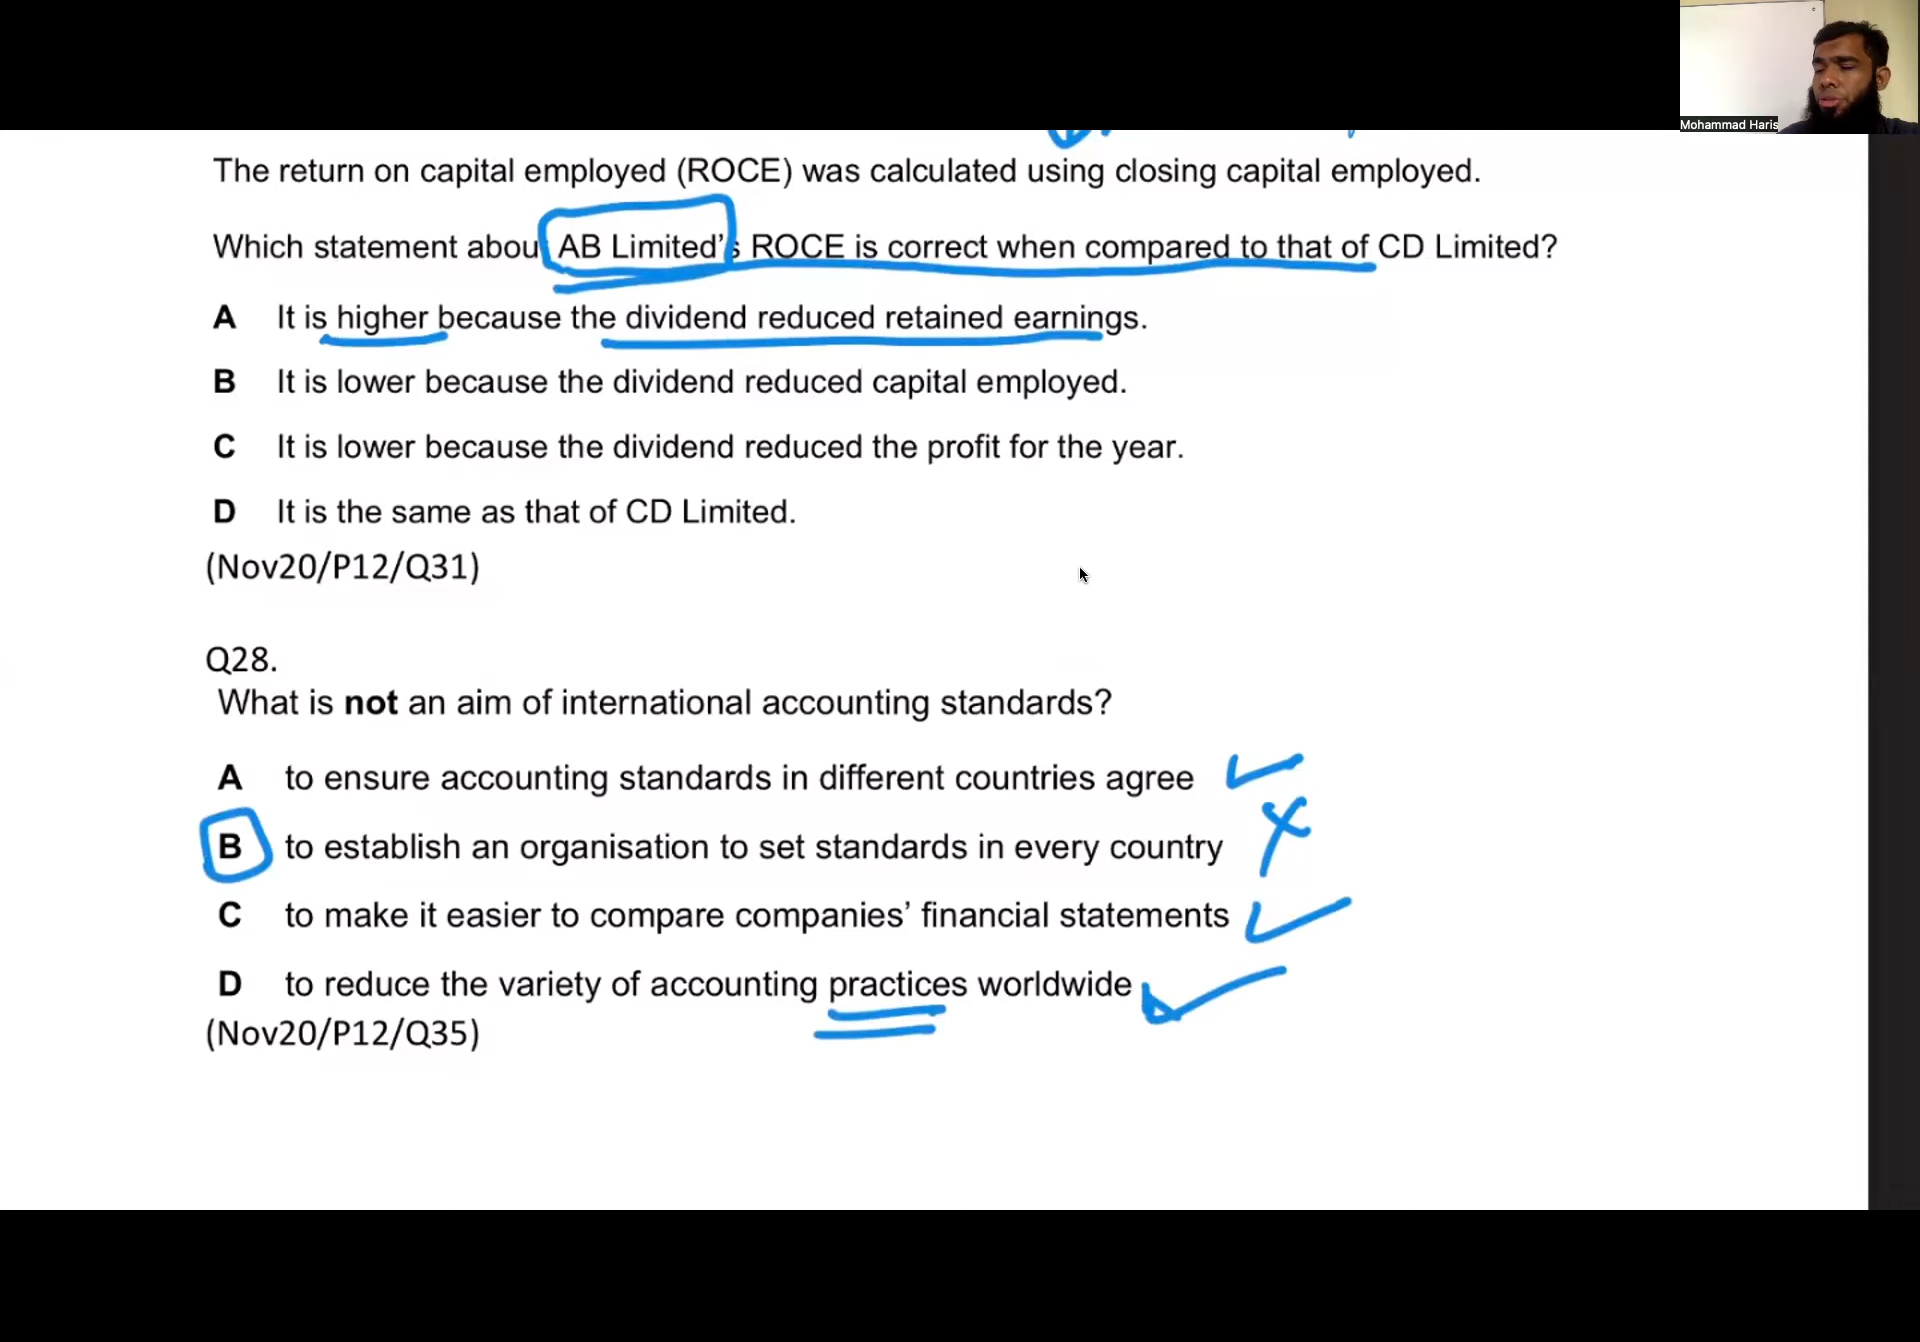 Mohammad Haris
The return on capital employed (ROCE) was calculated using closing capital employed.
Which statement abou AB Limited's ROCE is correct when compared to that of CD Limited?
A It is higher because the dividend reduced retained earnings.
B It is lower because the dividend reduced capital employed.
C It is lower because the dividend reduced the profit for the year.
D It is the same as that of CD Limited.
(Nov20/P12/Q31)
Q28.
What is not an aim of international accounting standards?
A to ensure accounting standards in different countries agree
B to establish an organisation to set standards in every country
C to make it easier to compare companies’ financial statements
D to reduce the variety of accounting practices worldwide
(Nov20/P12/Q35)